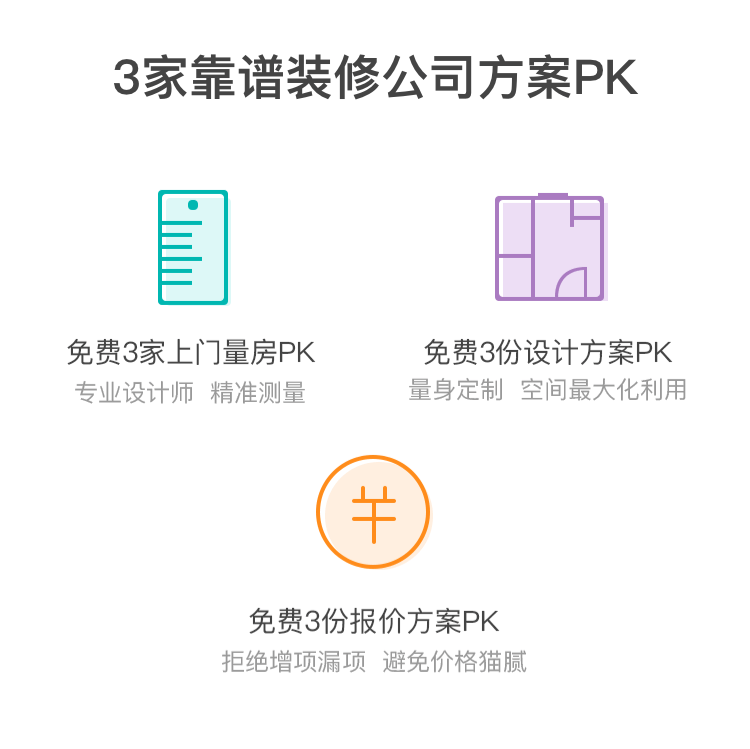 3家靠谱装修公司方案PK
免费3家上门量房PK
专业设计师 精准测量
免费3份设计方案PK
量身定制 空间最大化利用
免费3份报价方案PK
拒绝增项漏项 避免价格猫腻